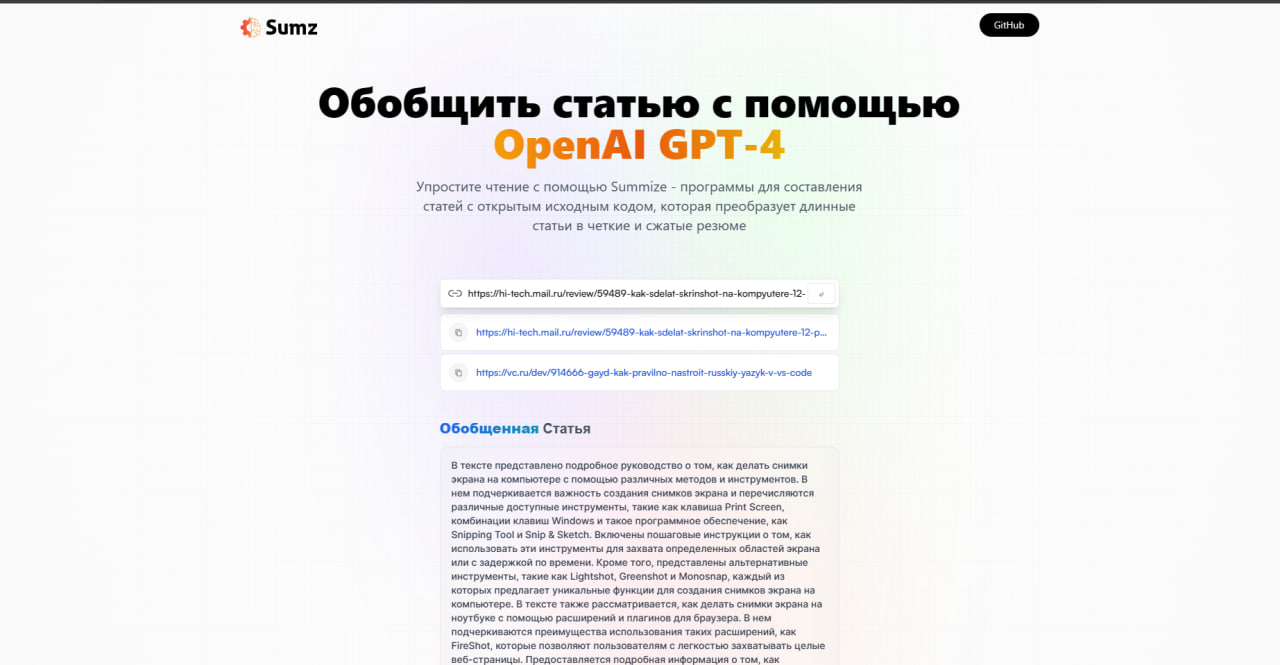 Sumz
GitHub
Обобщить статью с помощью
OpenAI GPT-4
Упростите чтение с помощью Summize - программы для составления
статей с открытым исходным кодом, которая преобразует длинные
статьи в четкие и сжатые резюме
https://hi-tech.mail.ru/review/59489-kak-sdelat-skrinshot-na-kompyutere-12-
https://hi-tech.mail.ru/review/59489-kak-sdelat-skrinshot-na-kompyutere-12-p...
https://vc.ru/dev/914666-gayd-kak-pravilno-nastroit-russkiy-yazyk-v-vs-code
Обобщенная Статья
В тексте представлено подробное руководство о том, как делать снимки
экрана на компьютере с помощью различных методов и инструментов. В
нем подчеркивается важность создания снимков экрана и перечисляются
различные доступные инструменты, такие как клавиша Print Screen,
комбинации клавиш Windows и такое программное обеспечение, как
Snipping Tool и Snip & Sketch. Включены пошаговые инструкции о том, как
использовать эти инструменты для захвата определенных областей экрана
или с задержкой по времени. Кроме того, представлены альтернативные
инструменты, такие как Lightshot, Greenshot и Monosnap, каждый из
которых предлагает уникальные функции для создания снимков экрана на
компьютере. В тексте также рассматривается, как делать снимки экрана на
ноутбуке с помощью расширений и плагинов для браузера. В нем
подчеркиваются преимущества использования таких расширений, как
FireShot, которые позволяют пользователям с легкостью захватывать целые
веб-страницы. Предоставляется подробная информация о том, как